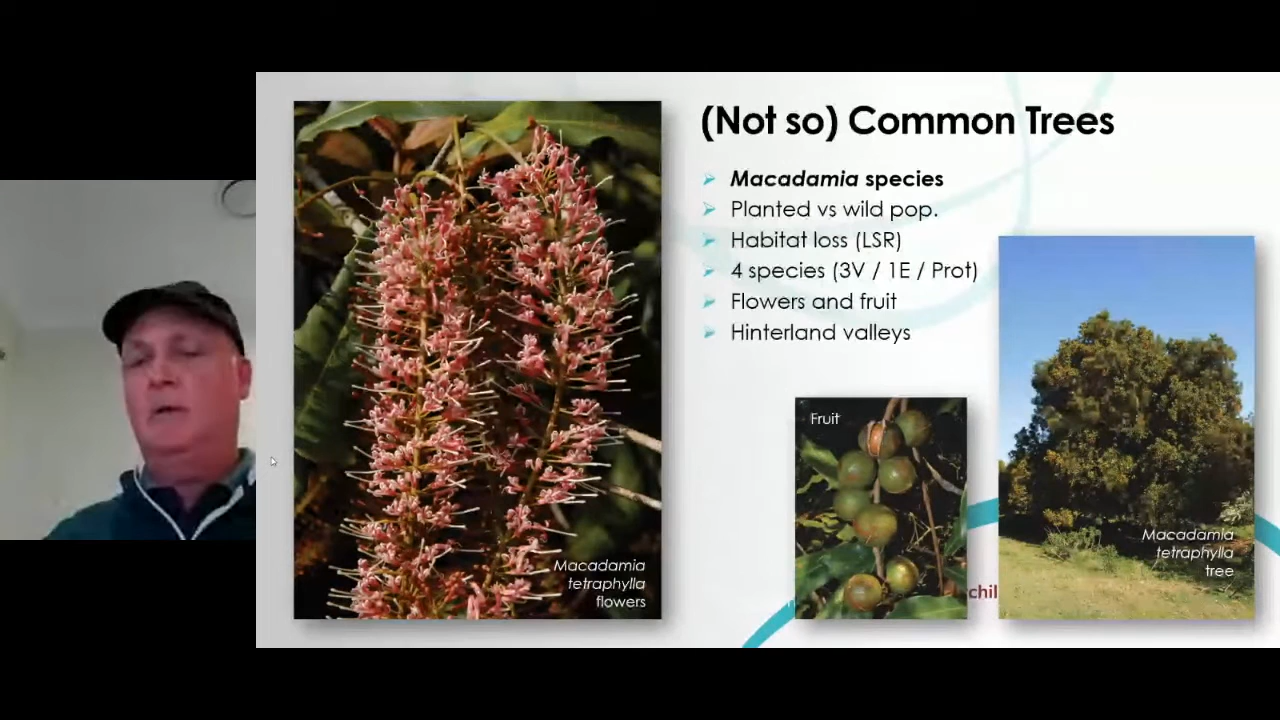 (Not so) Common Trees
Macadamia species
Planted vs wild pop.
Habitat loss (LSR)
4 species (3V / 1E / Prot)
Flowers and fruit
Hinterland valleys
Fruit
Macadamia
tetraphylla
flowers
Macadamia
tetraphylla
tree